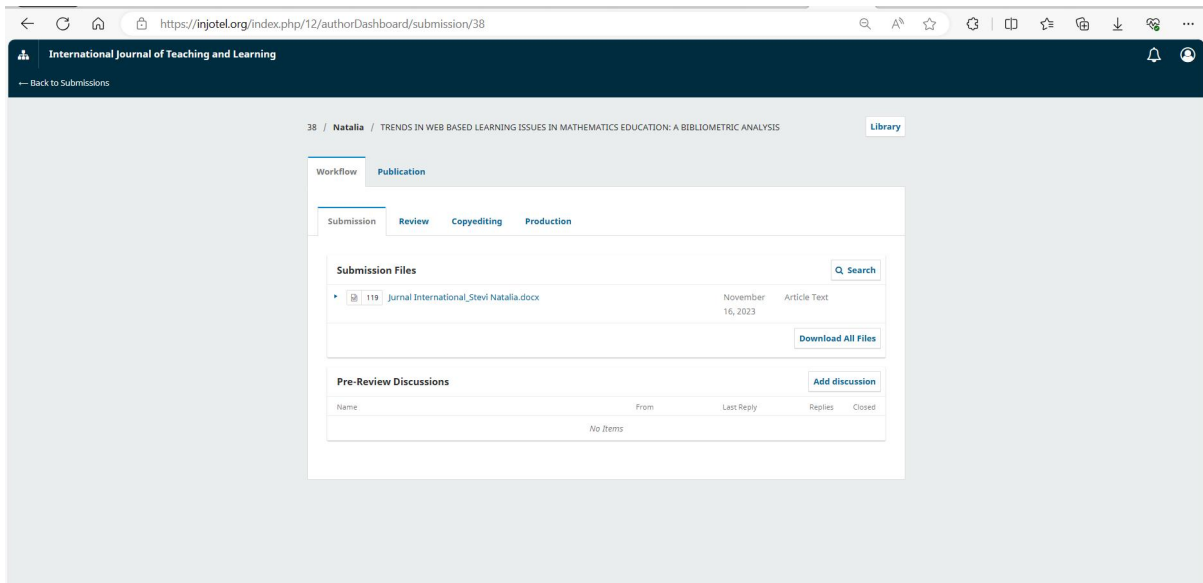 https://injotel.org/index.php/12/authorDashboard/submission/38
International Journal of Teaching and Learning
← Back to Submissions
38 / Natalia / TRENDS IN WEB BASED LEARNING ISSUES IN MATHEMATICS EDUCATION: A BIBLIOMETRIC ANALYSIS
Library
Workflow Publication
Submission Review Copyediting Production
Submission Files
Search
119 Jurnal International_Stevi Natalia.docx November 16, 2023 Article Text
Download All Files
Pre-Review Discussions
Add discussion
Name From Last Reply Replies Closed
No Items